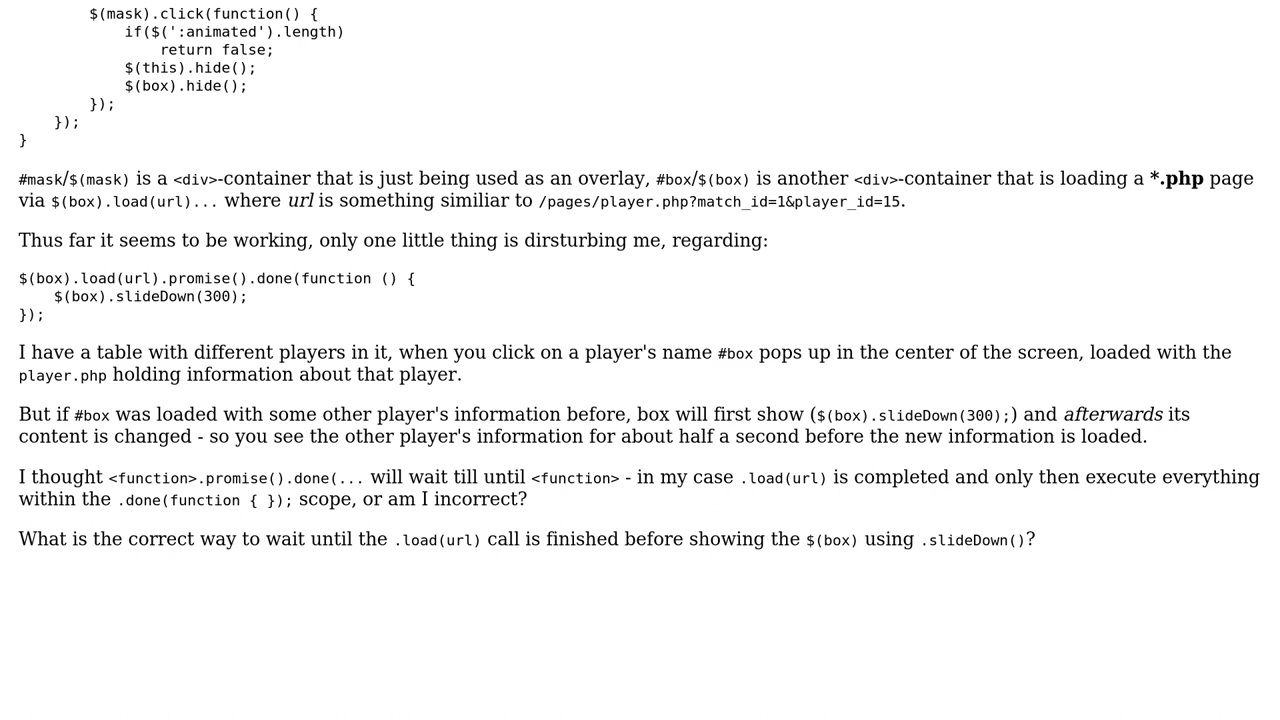 $(mask).click(function() {
            if($(':animated').length)
                return false;
            $(this).hide();
            $(box).hide();
        });
    });
}
#mask/$(mask) is a <div>-container that is just being used as an overlay, #box/$(box) is another <div>-container that is loading a *.php page
via $(box).load(url)... where url is something similiar to /pages/player.php?match_id=1&player_id=15.
Thus far it seems to be working, only one little thing is dirsturbing me, regarding:
$(box).load(url).promise().done(function () {
    $(box).slideDown(300);
});
I have a table with different players in it, when you click on a player's name #box pops up in the center of the screen, loaded with the
player.php holding information about that player.
But if #box was loaded with some other player's information before, box will first show ($(box).slideDown(300);) and afterwards its
content is changed - so you see the other player's information for about half a second before the new information is loaded.
I thought <function>.promise().done(... will wait till until <function> - in my case .load(url) is completed and only then execute everything
within the .done(function { }); scope, or am I incorrect?
What is the correct way to wait until the .load(url) call is finished before showing the $(box) using .slideDown()?